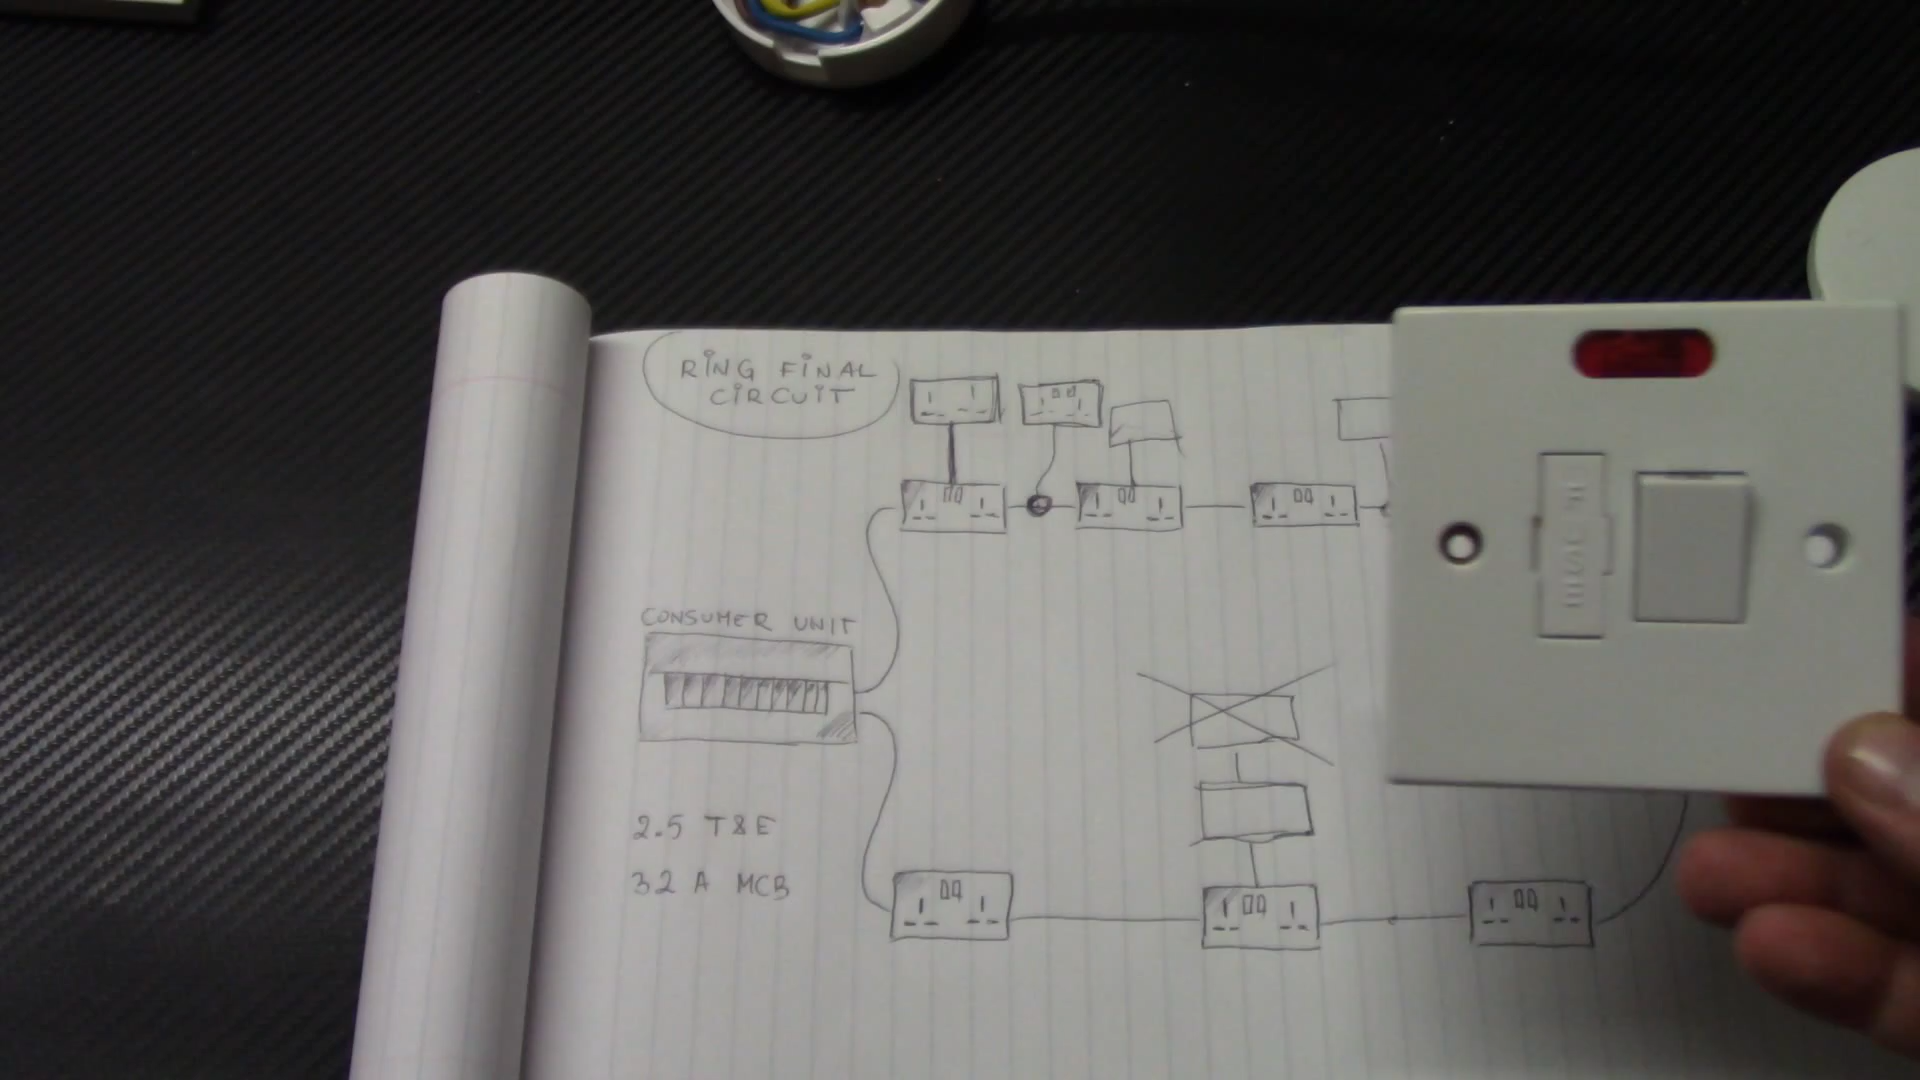 RING FINAL
CIRCUIT
CONSUMER UNIT
2.5 T&E
32 A MCB